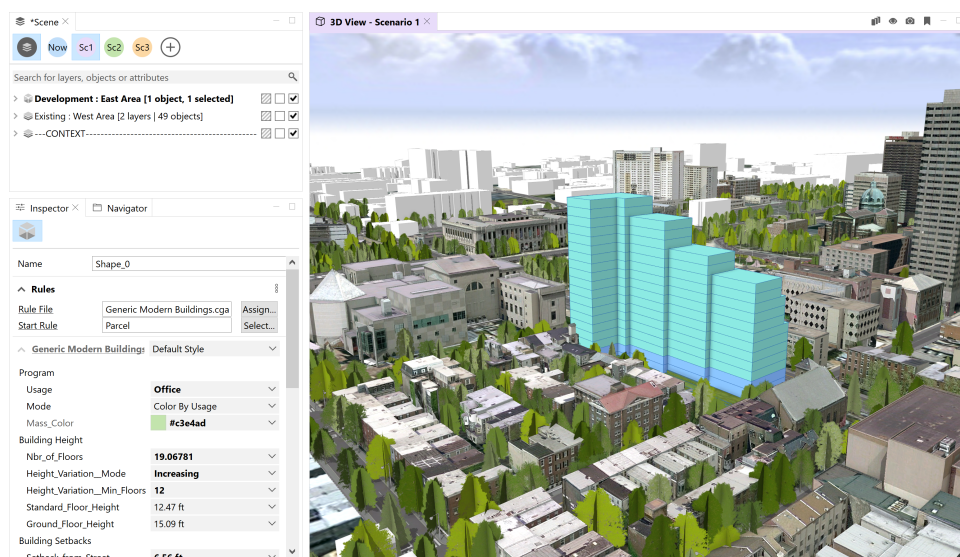 *Scene
Now Sc1 Sc2 Sc3
Search for layers, objects or attributes
Development : East Area [1 object, 1 selected]
Existing : West Area [2 layers | 49 objects]
---CONTEXT---------------------------------------
Inspector Navigator
Name Shape_0
Rules
Rule File Generic Modern Buildings.cga Assign...
Start Rule Parcel Select...
Generic Modern Buildings Default Style
Program
Usage Office
Mode Color By Usage
Mass_Color #c3e4ad
Building Height
Nbr_of_Floors 19.06781
Height_Variation__Mode Increasing
Height_Variation__Min_Floors 12
Standard_Floor_Height 12.47 ft
Ground_Floor_Height 15.09 ft
Building Setbacks
Setback_from_Street 6.56 ft
3D View - Scenario 1